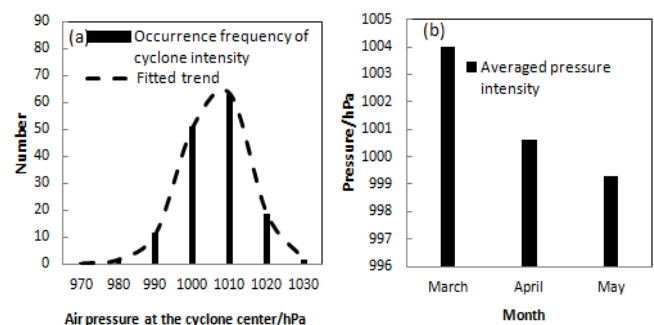 (a)
Occurrence frequency of
cyclone intensity
Fitted trend
Number
90
80
70
60
50
40
30
20
10
0
970 980 990 1000 1010 1020 1030
Air pressure at the cyclone center/hPa
(b)
Averaged pressure
intensity
Pressure/hPa
1005
1004
1003
1002
1001
1000
999
998
997
996
March April May
Month